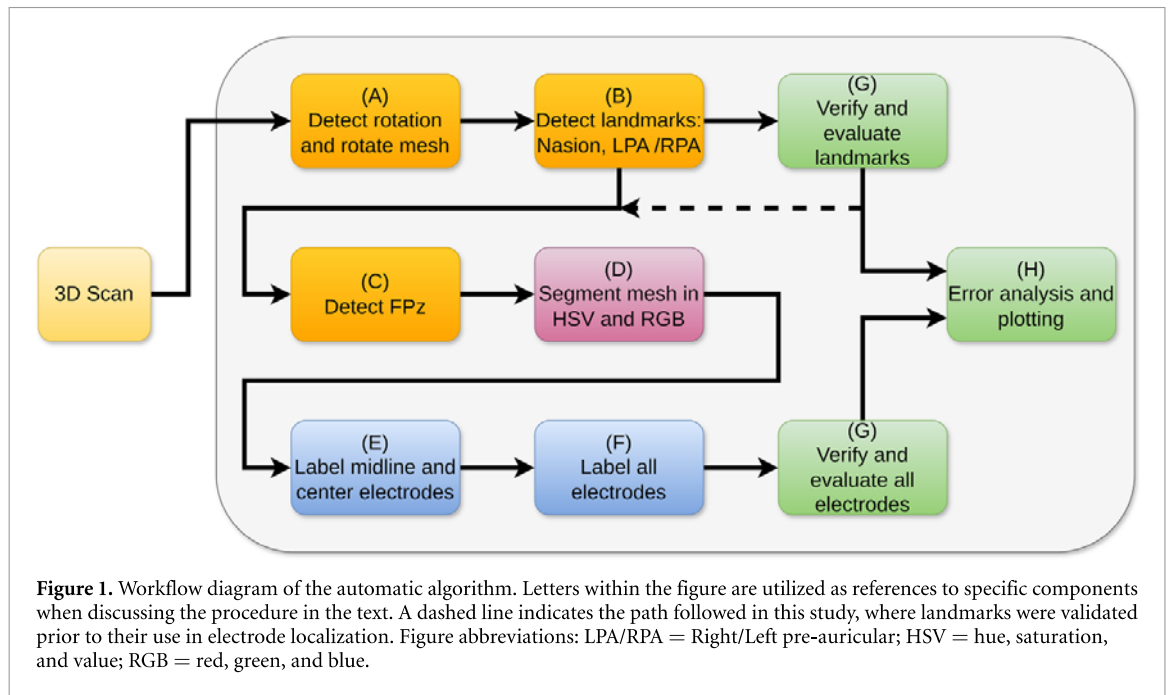 (A)
Detect rotation
and rotate mesh
(B)
Detect landmarks:
Nasion, LPA /RPA
(G)
Verify and
evaluate
landmarks
3D Scan
(C)
Detect FPz
(D)
Segment mesh in
HSV and RGB
(H)
Error analysis and
plotting
(E)
Label midline and
center electrodes
(F)
Label all
electrodes
(G)
Verify and
evaluate all
electrodes
Figure 1. Workflow diagram of the automatic algorithm. Letters within the figure are utilized as references to specific components
when discussing the procedure in the text. A dashed line indicates the path followed in this study, where landmarks were validated
prior to their use in electrode localization. Figure abbreviations: LPA/RPA = Right/Left pre-auricular; HSV = hue, saturation,
and value; RGB = red, green, and blue.